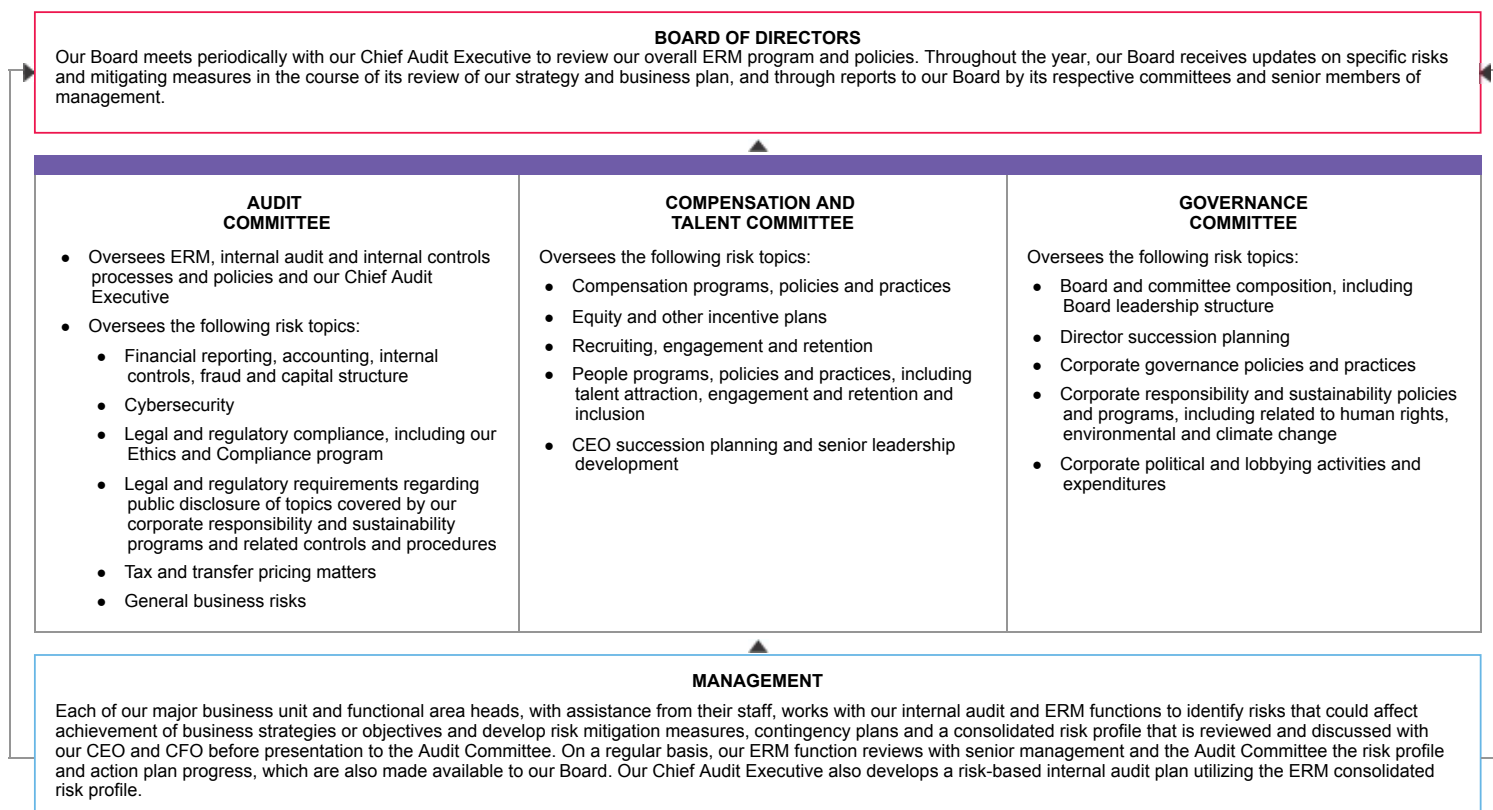 BOARD OF DIRECTORS
Our Board meets periodically with our Chief Audit Executive to review our overall ERM program and policies. Throughout the year, our Board receives updates on specific risks
and mitigating measures in the course of its review of our strategy and business plan, and through reports to our Board by its respective committees and senior members of
management.
AUDIT
COMMITTEE
● Oversees ERM, internal audit and internal controls
processes and policies and our Chief Audit
Executive
● Oversees the following risk topics:
● Financial reporting, accounting, internal
controls, fraud and capital structure
● Cybersecurity
● Legal and regulatory compliance, including our
Ethics and Compliance program
● Legal and regulatory requirements regarding
public disclosure of topics covered by our
corporate responsibility and sustainability
programs and related controls and procedures
● Tax and transfer pricing matters
● General business risks
COMPENSATION AND
TALENT COMMITTEE
Oversees the following risk topics:
● Compensation programs, policies and practices
● Equity and other incentive plans
● Recruiting, engagement and retention
● People programs, policies and practices, including
talent attraction, engagement and retention and
inclusion
● CEO succession planning and senior leadership
development
GOVERNANCE
COMMITTEE
Oversees the following risk topics:
● Board and committee composition, including
Board leadership structure
● Director succession planning
● Corporate governance policies and practices
● Corporate responsibility and sustainability policies
and programs, including related to human rights,
environmental and climate change
● Corporate political and lobbying activities and
expenditures
MANAGEMENT
Each of our major business unit and functional area heads, with assistance from their staff, works with our internal audit and ERM functions to identify risks that could affect
achievement of business strategies or objectives and develop risk mitigation measures, contingency plans and a consolidated risk profile that is reviewed and discussed with
our CEO and CFO before presentation to the Audit Committee. On a regular basis, our ERM function reviews with senior management and the Audit Committee the risk profile
and action plan progress, which are also made available to our Board. Our Chief Audit Executive also develops a risk-based internal audit plan utilizing the ERM consolidated
risk profile.